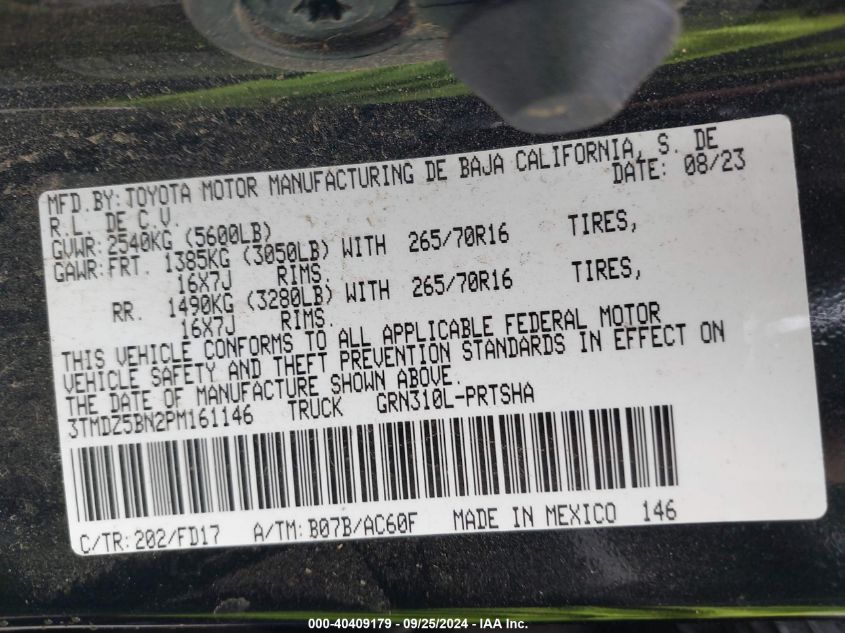 MFD. BY: TOYOTA MOTOR MANUFACTURING DE BAJA CALIFORNIA, S. DE
R.L. DE C.V. DATE: 08/23
GVWR: 2540KG (5600LB)
GAWR: FRT. 1385KG (3050LB) WITH 265/70R16 TIRES,
16X7J RIMS.
RR. 1490KG (3280LB) WITH 265/70R16 TIRES,
16X7J RIMS.
THIS VEHICLE CONFORMS TO ALL APPLICABLE FEDERAL MOTOR
VEHICLE SAFETY AND THEFT PREVENTION STANDARDS IN EFFECT ON
THE DATE OF MANUFACTURE SHOWN ABOVE.
3TMDZ5BN2PM161146 TRUCK GRN310L-PRTSHA
C/TR: 202/FD17 A/TM: B07B/AC60F MADE IN MEXICO 146
000-40409179 - 09/25/2024 - IAA Inc.